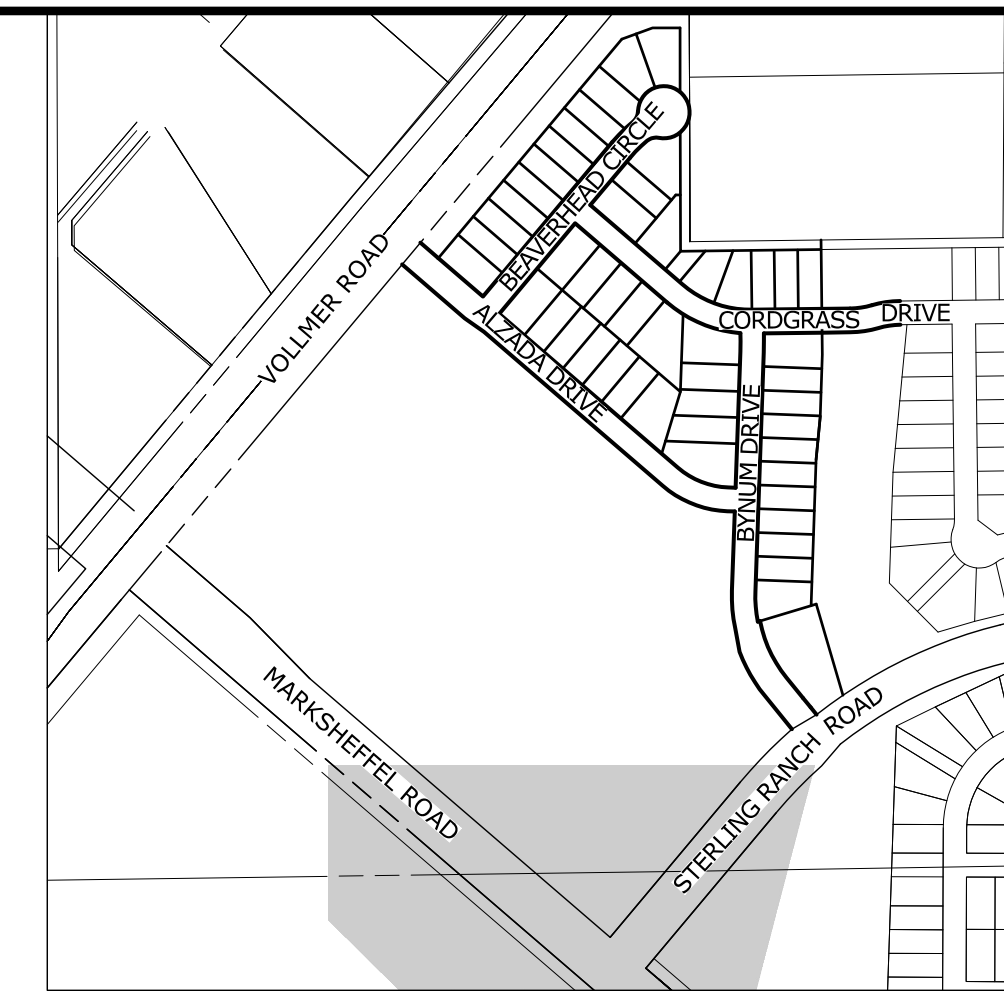 BEAVERHEAD CIRCLE
VOLLMER ROAD
CORDGRASS DRIVE
ALZADA DRIVE
BYNUM DRIVE
MARKSHEFFEL ROAD
STERLING RANCH ROAD